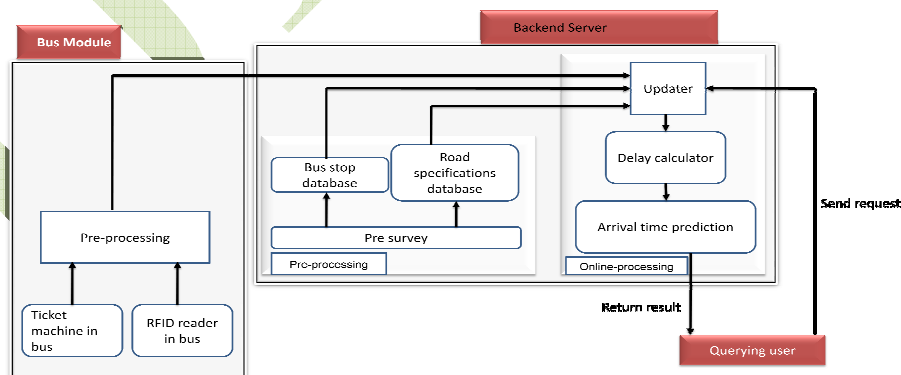 Bus Module
Backend Server
Updater
Delay calculator
Arrival time prediction
Online-processing
Bus stop
database
Road
specifications
database
Pre survey
Pre-processing
Pre-processing
Ticket
machine in
bus
RFID reader
in bus
Send request
Return result
Querying user